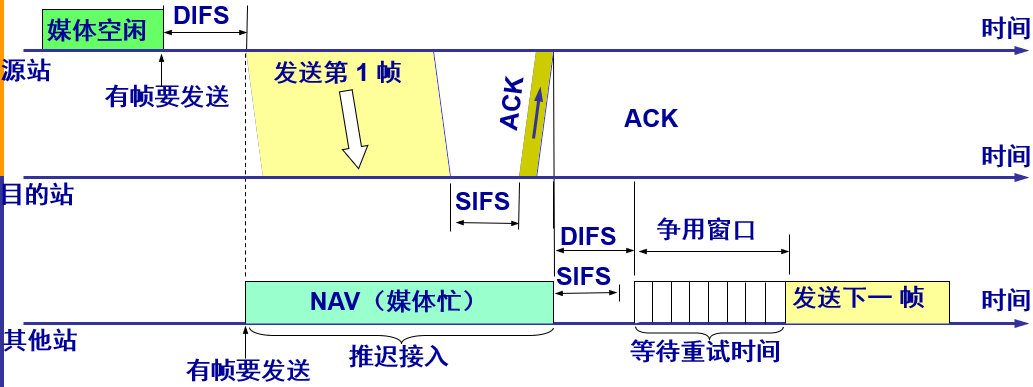 媒体空闲
DIFS
时间
源站
有帧要发送
发送第 1 帧
ACK
ACK
时间
目的站
SIFS
DIFS
争用窗口
SIFS
NAV（媒体忙）
发送下一 帧
时间
其他站
有帧要发送
推迟接入
等待重试时间